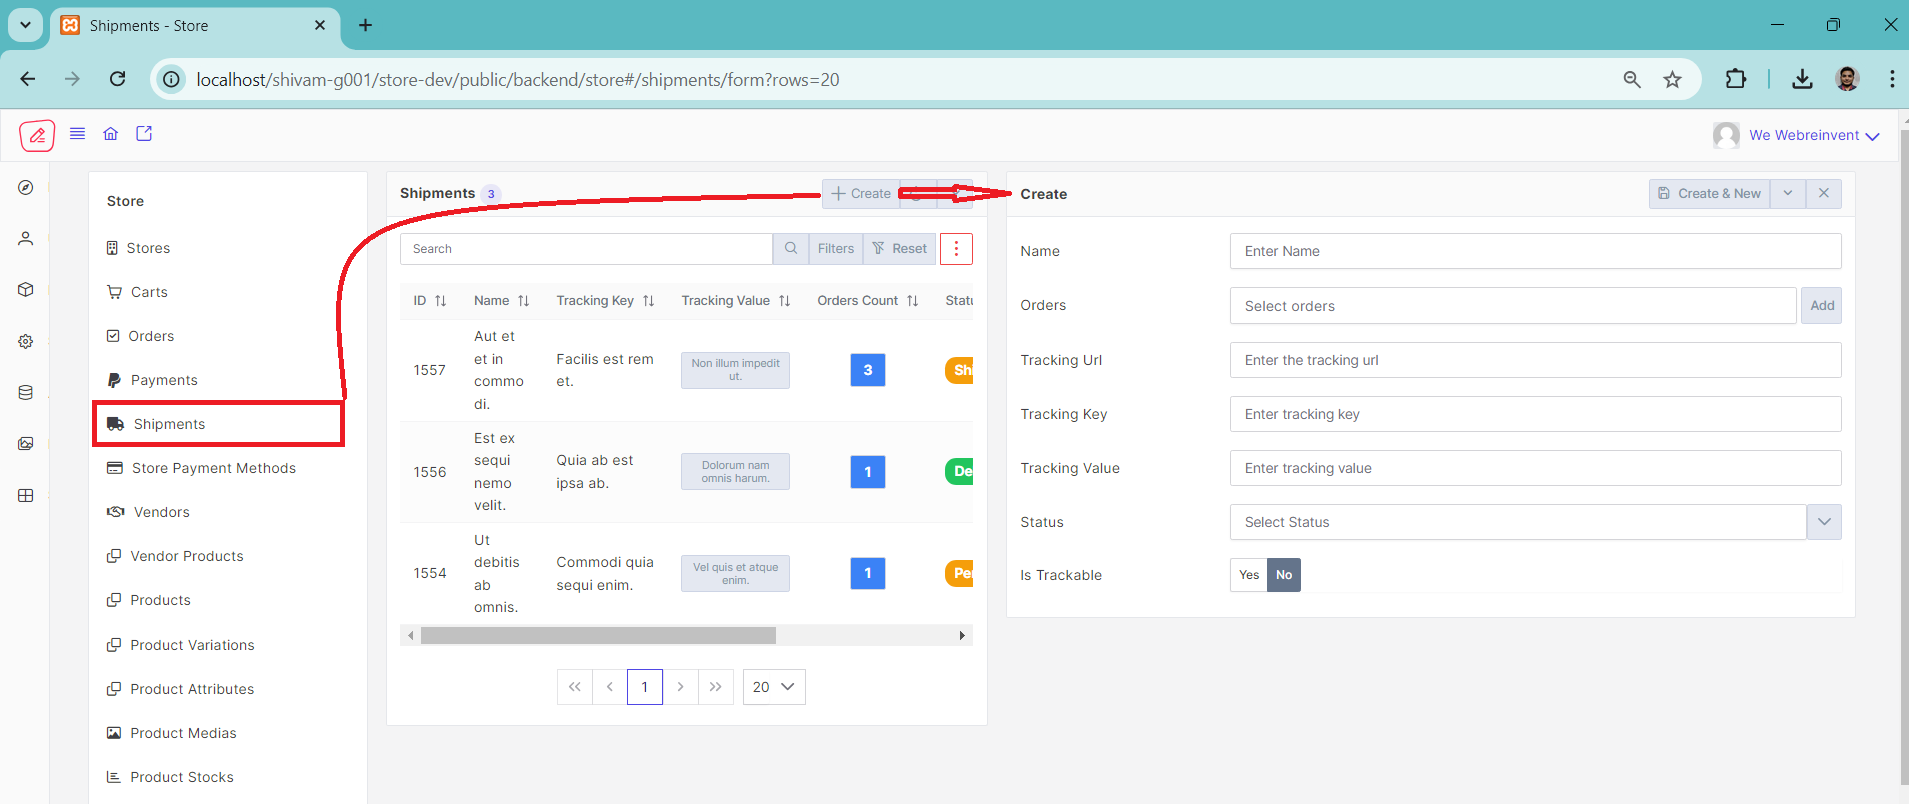 Shipments - Store
localhost/shivam-g001/store-dev/public/backend/store#/shipments/form?rows=20
We Webreinvent
Store
Stores
Carts
Orders
Payments
Shipments
Store Payment Methods
Vendors
Vendor Products
Products
Product Variations
Product Attributes
Product Medias
Product Stocks
Shipments 3
Create
Search
Filters
Reset
ID Name Tracking Key Tracking Value Orders Count Statu
1557
Aut et
et in
commo
di.
Facilis est rem
et.
Non illum impedit
ut.
3
Shi
1556
Est ex
sequi
nemo
velit.
Quia ab est
ipsa ab.
Dolorum nam
omnis harum.
1
De
1554
Ut
debitis
ab
omnis.
Commodi quia
sequi enim.
Vel quis et atque
enim.
1
Per
1
20
Create
Create & New
Name Enter Name
Orders Select orders Add
Tracking Url Enter the tracking url
Tracking Key Enter tracking key
Tracking Value Enter tracking value
Status Select Status
Is Trackable Yes No